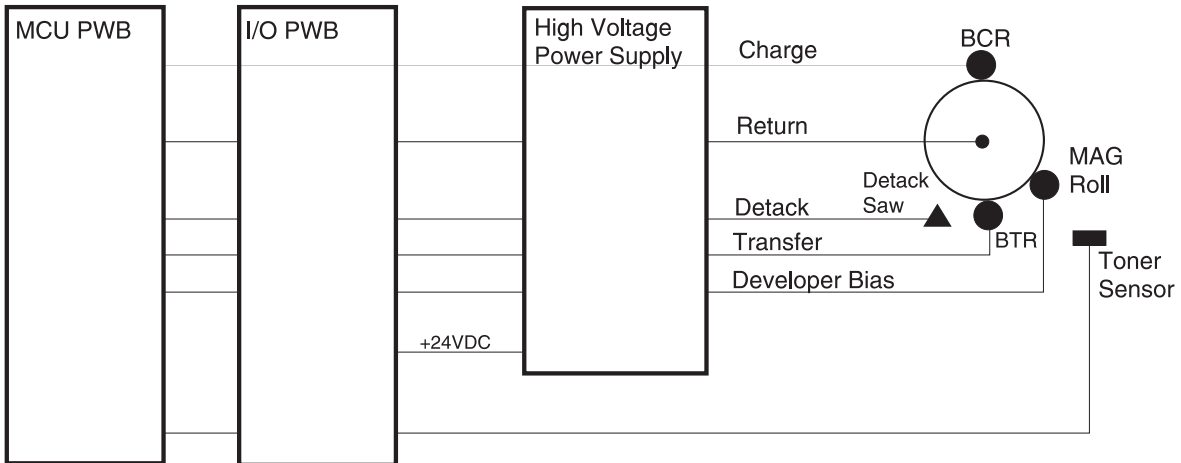 MCU PWB
I/O PWB
High Voltage
Power Supply
Charge
BCR
Return
MAG
Roll
Detack
Saw
Detack
Transfer
BTR
Developer Bias
Toner
Sensor
+24VDC